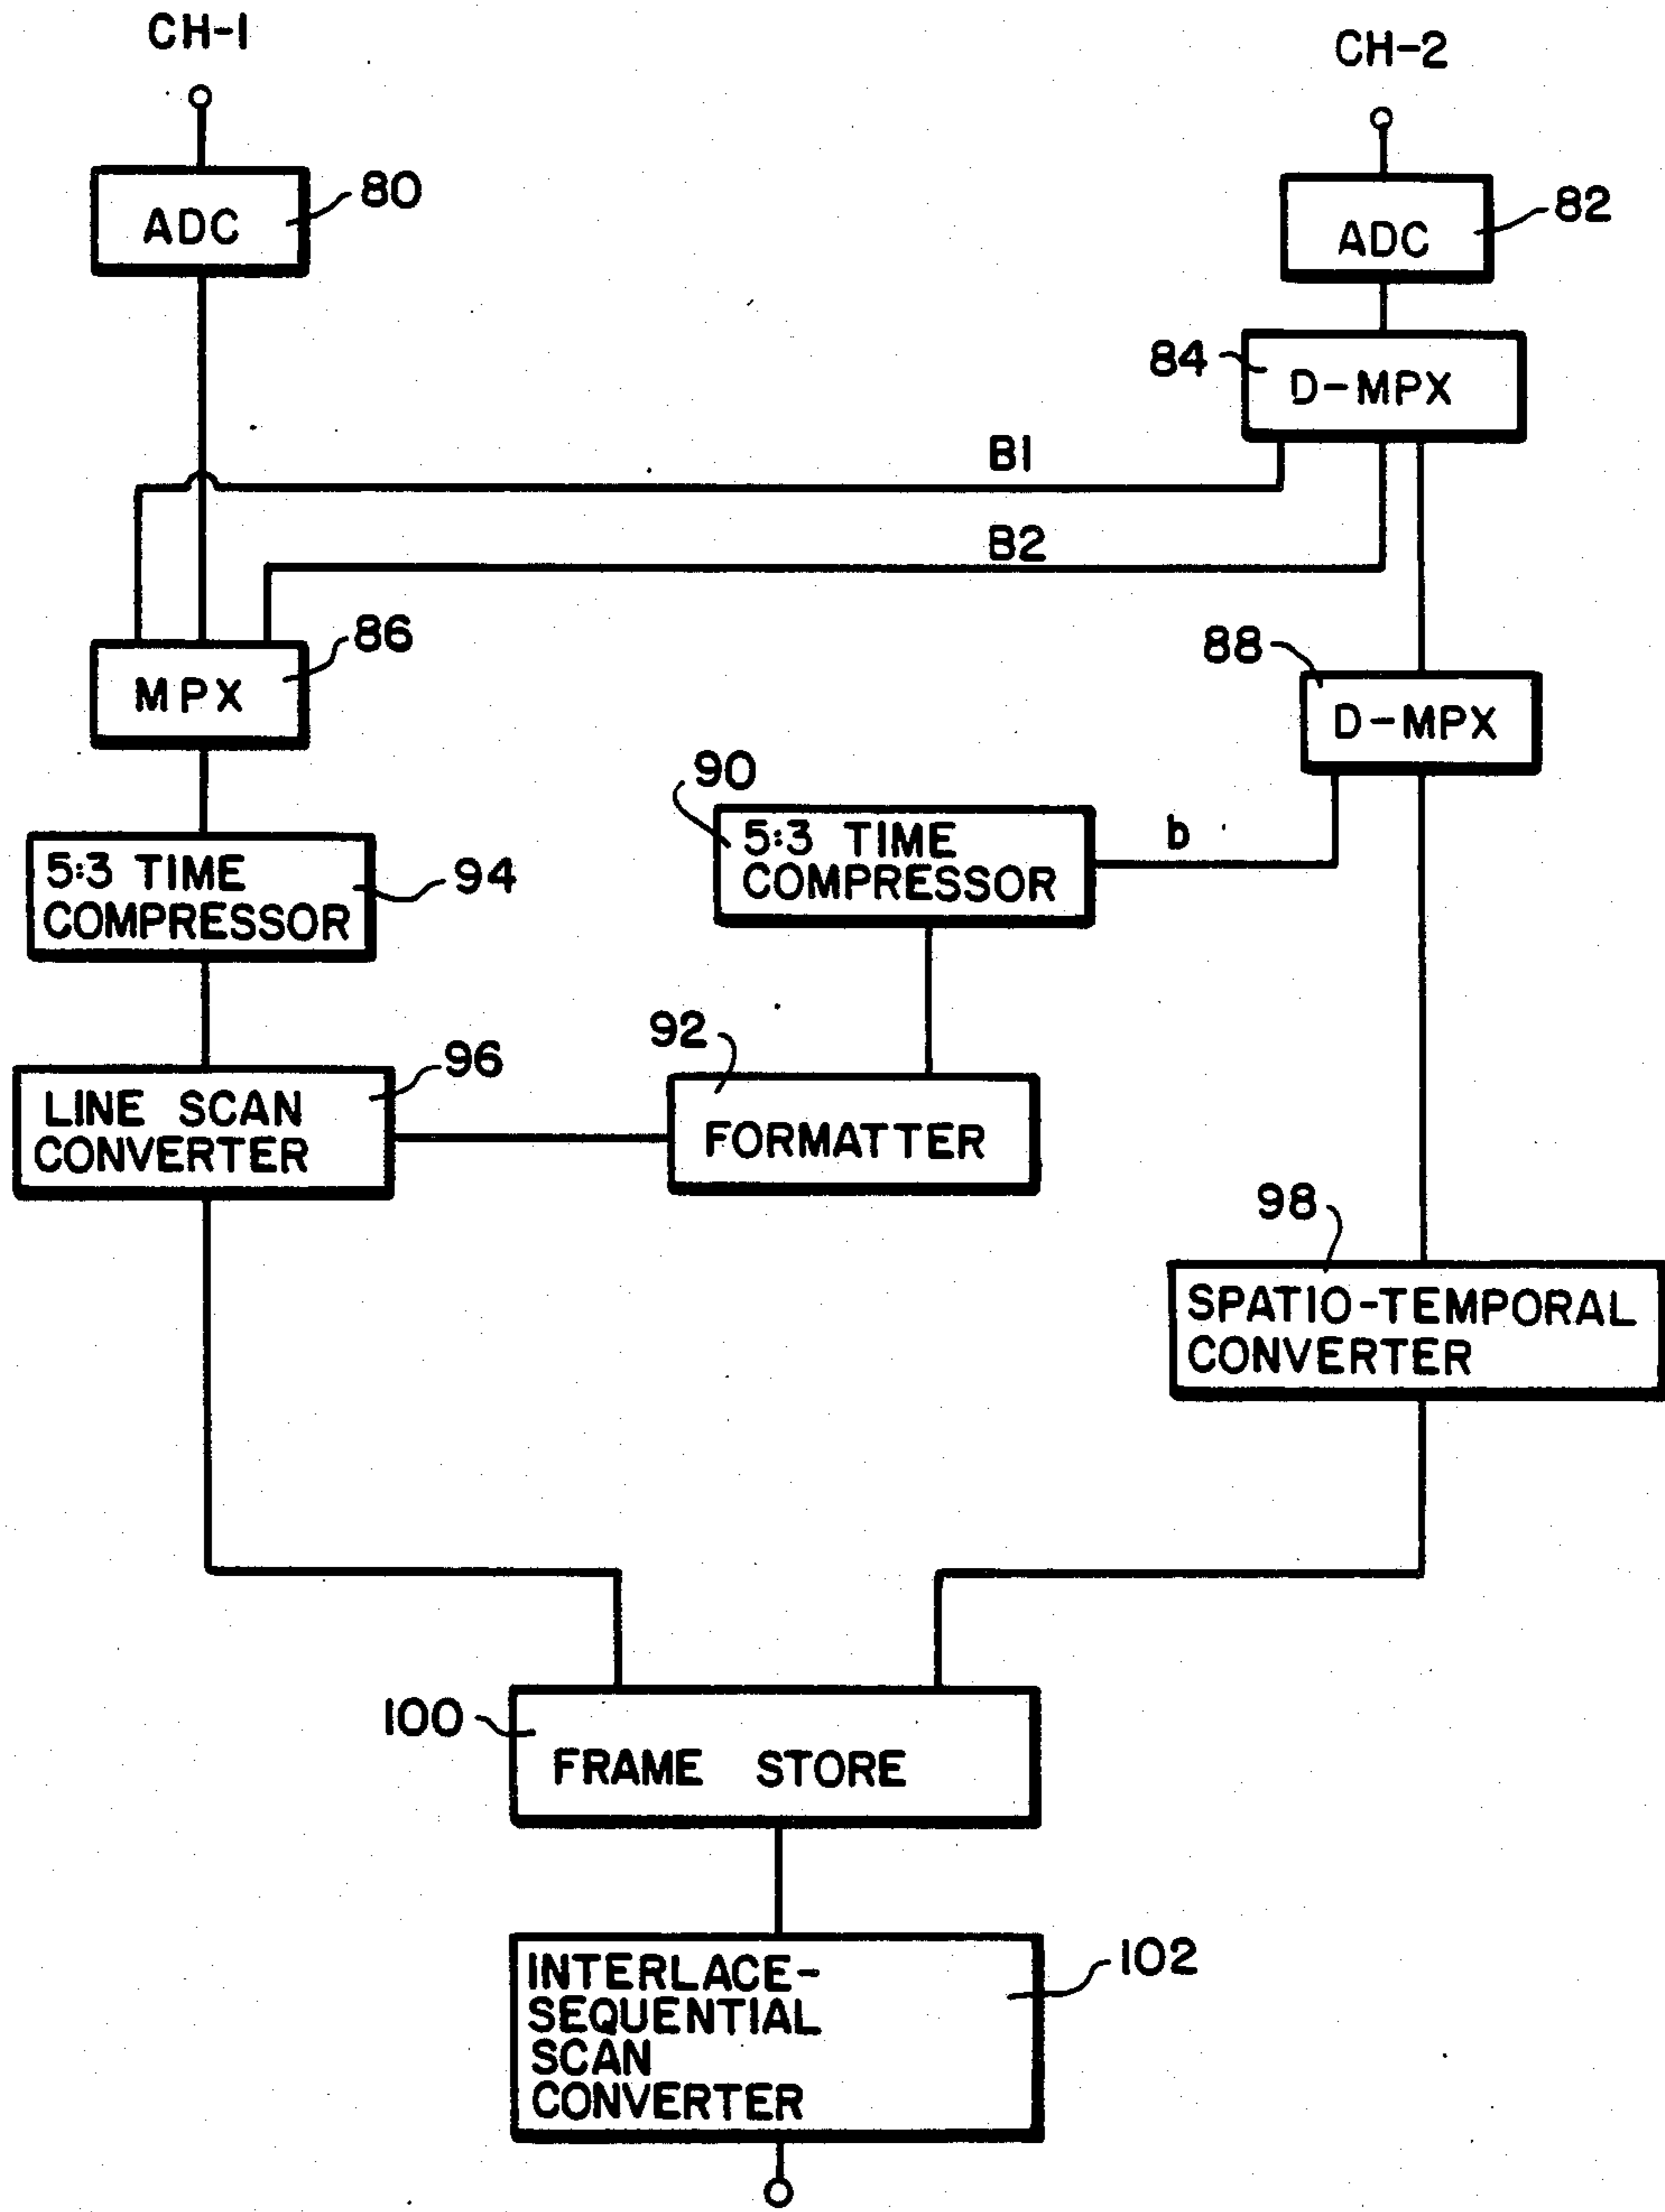 CH-1
CH-2
ADC
80
ADC
82
84
D-MPX
B1
B2
MPX
86
88
D-MPX
90
5:3 TIME
COMPRESSOR
b
5:3 TIME
COMPRESSOR
94
92
FORMATTER
96
LINE SCAN
CONVERTER
98
SPATIO-TEMPORAL
CONVERTER
100
FRAME STORE
INTERLACE-
SEQUENTIAL
SCAN
CONVERTER
102